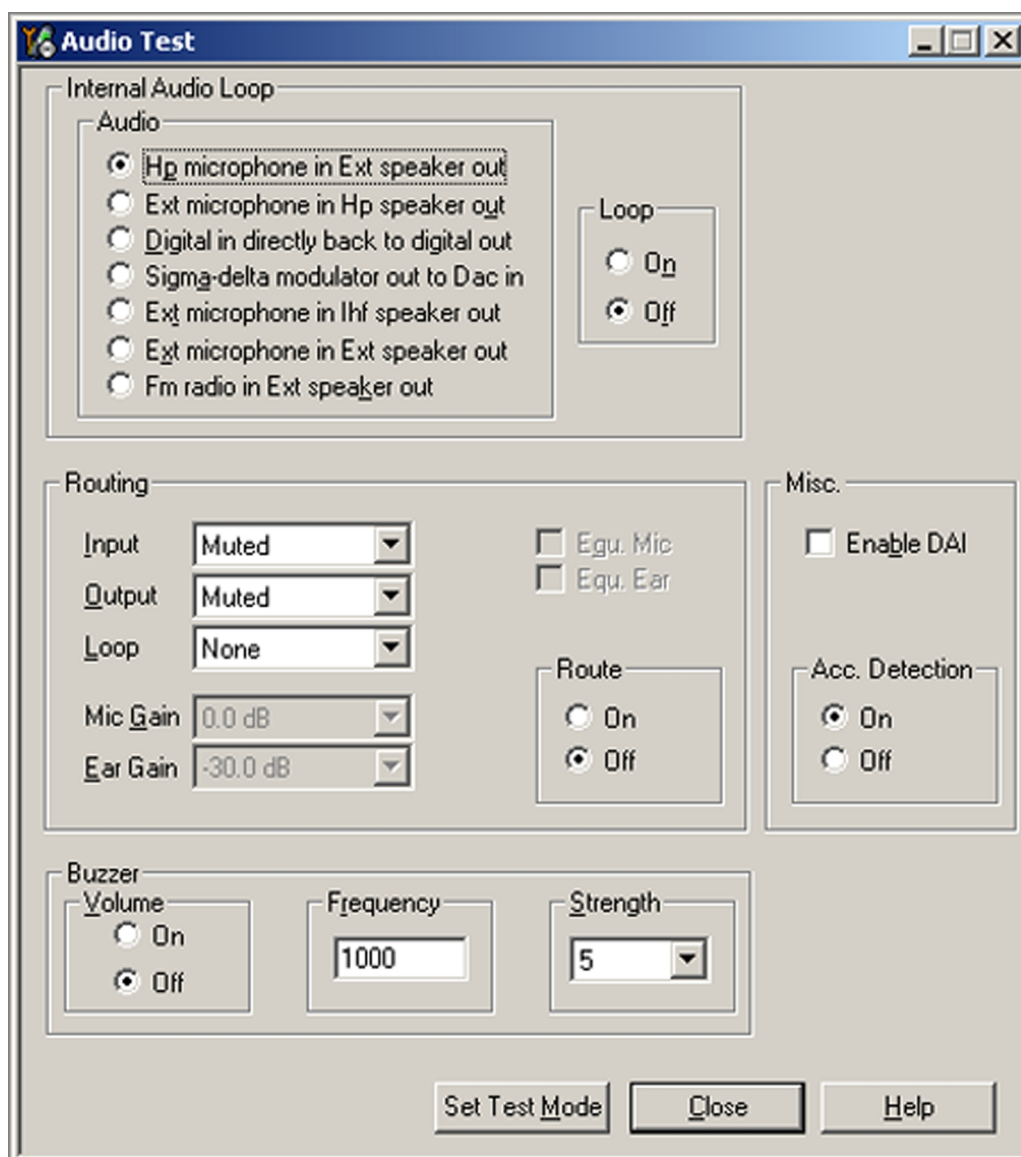 Audio Test
Internal Audio Loop
Audio
Hp microphone in Ext speaker out
Ext microphone in Hp speaker out
Digital in directly back to digital out
Sigma-delta modulator out to Dac in
Ext microphone in Ihf speaker out
Ext microphone in Ext speaker out
Fm radio in Ext speaker out
Loop
On
Off
Routing
Input Muted
Output Muted
Loop None
Mic Gain 0.0 dB
Ear Gain -30.0 dB
Equ. Mic
Equ. Ear
Route
On
Off
Misc.
Enable DAI
Acc. Detection
On
Off
Buzzer
Volume
On
Off
Frequency
1000
Strength
5
Set Test Mode Close Help